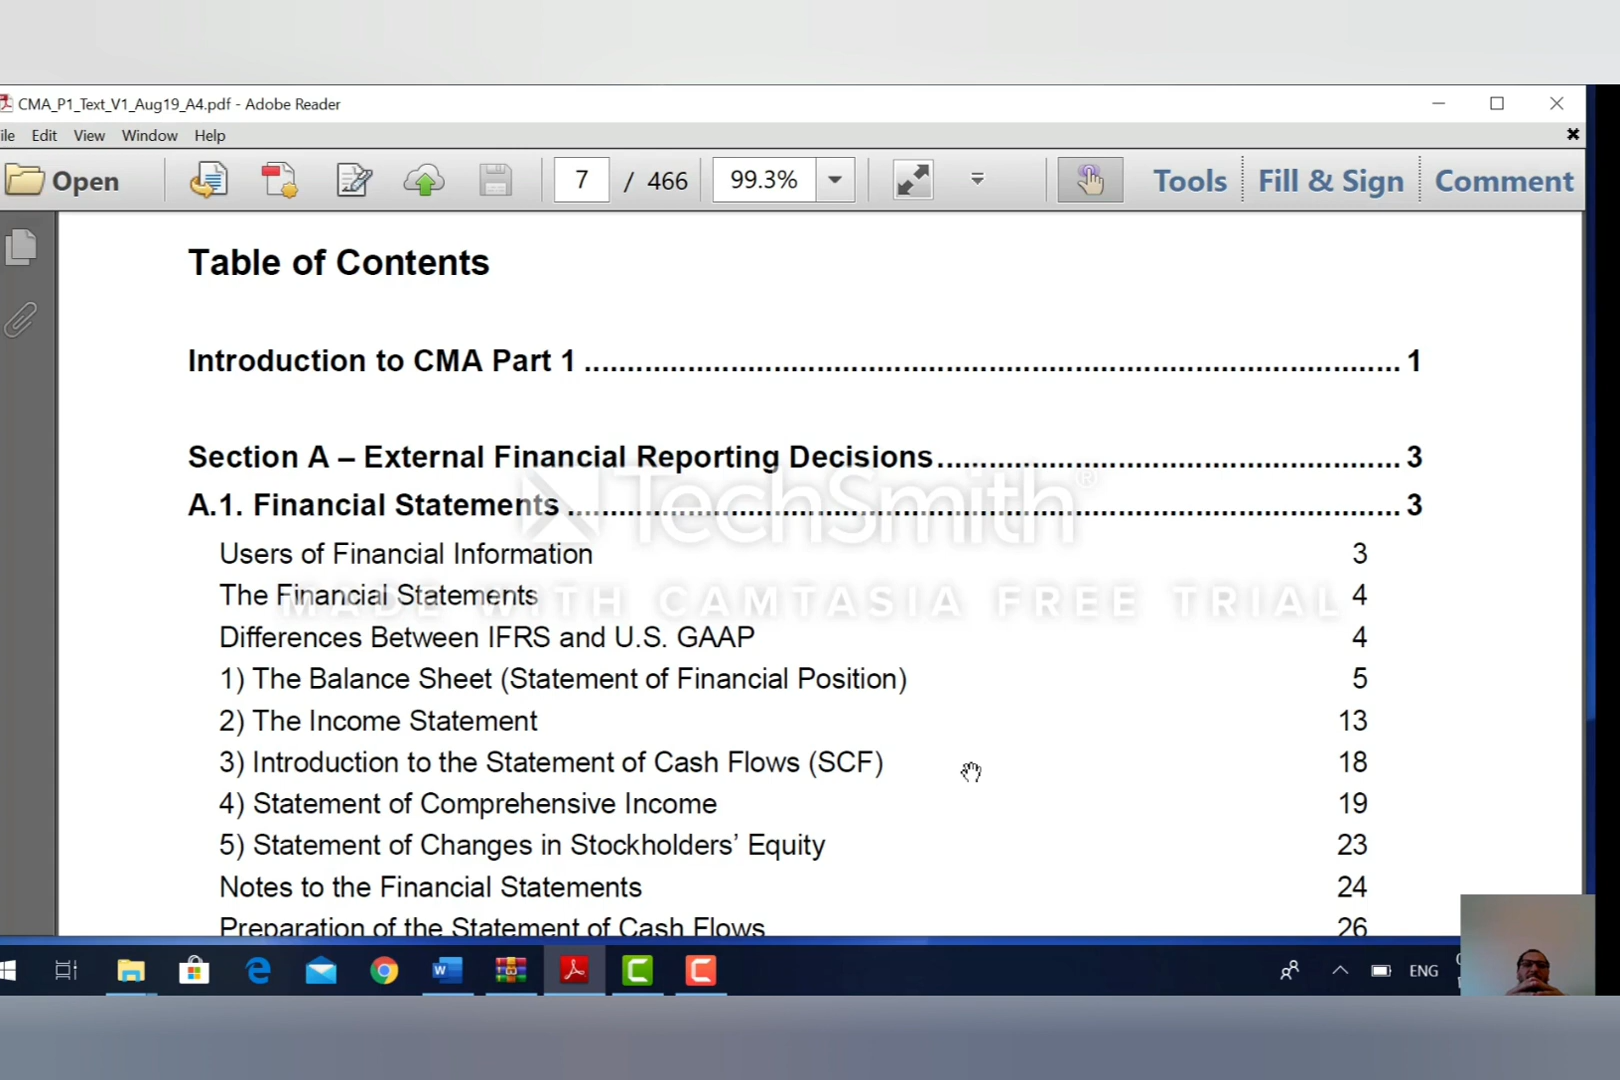 CMA_P1_Text_V1_Aug19_A4.pdf - Adobe Reader
ile Edit View Window Help
Open 7 / 466 99.3% Tools Fill & Sign Comment
Table of Contents
Introduction to CMA Part 1 ........................................................................................ 1
Section A – External Financial Reporting Decisions.................................................. 3
TechSmith®
A.1. Financial Statements ........................................................................................ 3
Users of Financial Information 3
The Financial Statements 4
MADE WITH CAMTASIA FREE TRIAL
Differences Between IFRS and U.S. GAAP 4
1) The Balance Sheet (Statement of Financial Position) 5
2) The Income Statement 13
3) Introduction to the Statement of Cash Flows (SCF) 18
4) Statement of Comprehensive Income 19
5) Statement of Changes in Stockholders’ Equity 23
Notes to the Financial Statements 24
Preparation of the Statement of Cash Flows 26
ENG